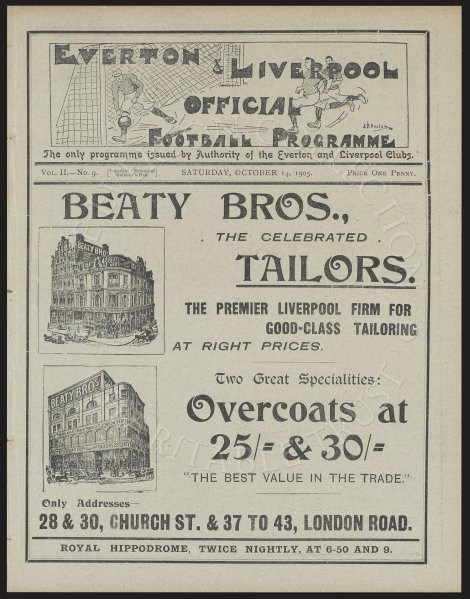 EVERTON & LIVERPOOL
OFFICIAL
FOOTBALL PROGRAMME
The only programme issued by Authority of the Everton and Liverpool Clubs.
VOL. II.—No. 9. SATURDAY, OCTOBER 14, 1905. PRICE ONE PENNY.
BEATY BROS.,
. THE CELEBRATED .
TAILORS.
BEATY BROS
THE PREMIER LIVERPOOL FIRM FOR
GOOD-CLASS TAILORING
AT RIGHT PRICES.
BEATY BROS
Two Great Specialities:
Overcoats at
25/= & 30/=
"THE BEST VALUE IN THE TRADE."
Only Addresses—
28 & 30, CHURCH ST. & 37 TO 43, LONDON ROAD.
ROYAL HIPPODROME, TWICE NIGHTLY, AT 6-50 AND 9.